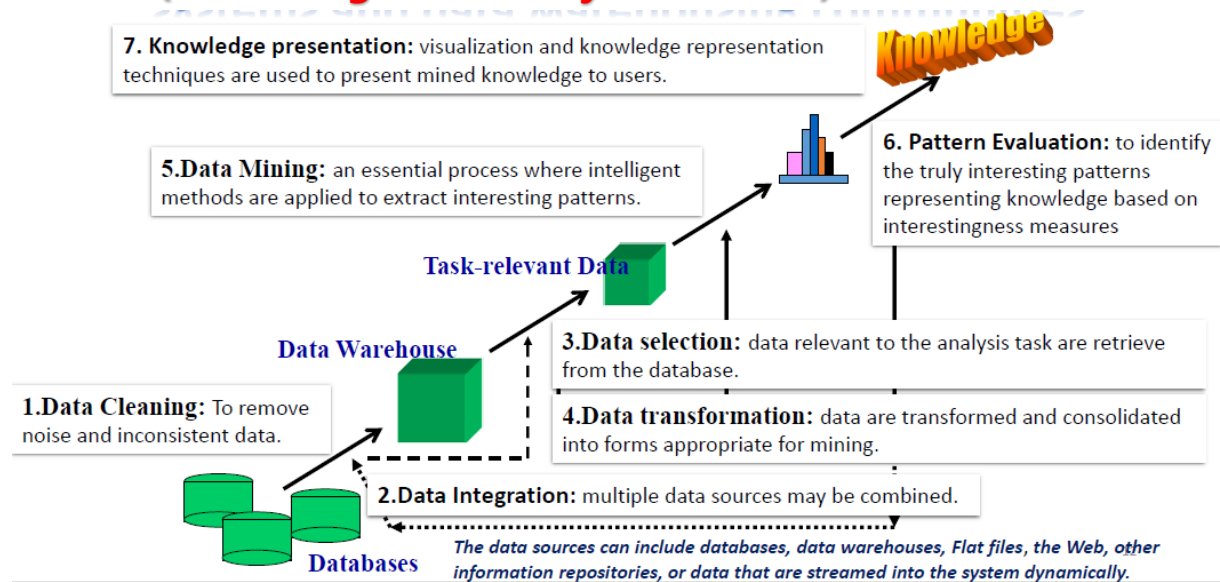 7. Knowledge presentation: visualization and knowledge representation
techniques are used to present mined knowledge to users.
Knowledge
5.Data Mining: an essential process where intelligent
methods are applied to extract interesting patterns.
6. Pattern Evaluation: to identify
the truly interesting patterns
representing knowledge based on
interestingness measures
Task-relevant Data
Data Warehouse
3.Data selection: data relevant to the analysis task are retrieve
from the database.
1.Data Cleaning: To remove
noise and inconsistent data.
4.Data transformation: data are transformed and consolidated
into forms appropriate for mining.
2.Data Integration: multiple data sources may be combined.
Databases
The data sources can include databases, data warehouses, Flat files, the Web, other
information repositories, or data that are streamed into the system dynamically.